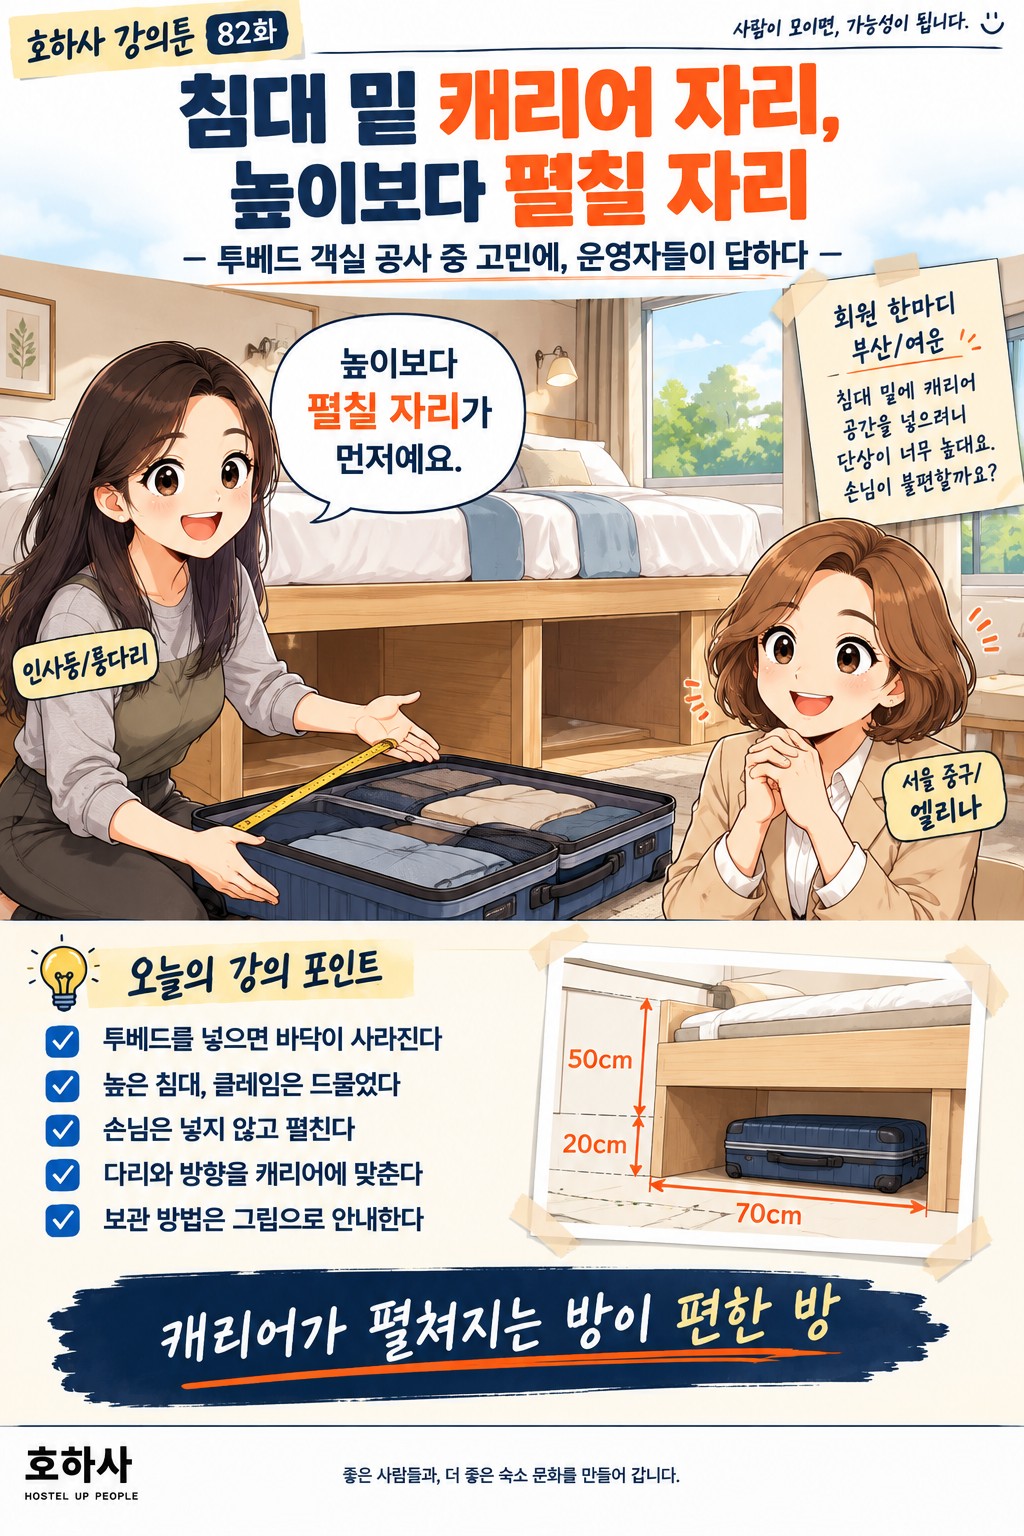 호하사 강의툰 82화
사람이 모이면, 가능성이 됩니다.
침대 밑 캐리어 자리,
높이보다 펼칠 자리
– 투베드 객실 공사 중 고민에, 운영자들이 답하다 –
높이보다
펼칠 자리가
먼저예요.
회원 한마디
부산/여운
침대 밑에 캐리어
공간을 넣으려니
단상이 너무 높대요.
손님이 불편할까요?
인사동/룽다리
서울 중구/
엘리나
오늘의 강의 포인트
투베드를 넣으면 바닥이 사라진다
높은 침대, 클레임은 드물었다
손님은 넣지 않고 펼친다
다리와 방향을 캐리어에 맞춘다
보관 방법은 그림으로 안내한다
50cm
20cm
70cm
캐리어가 펼쳐지는 방이 편한 방
호하사
HOSTEL UP PEOPLE
좋은 사람들과, 더 좋은 숙소 문화를 만들어 갑니다.